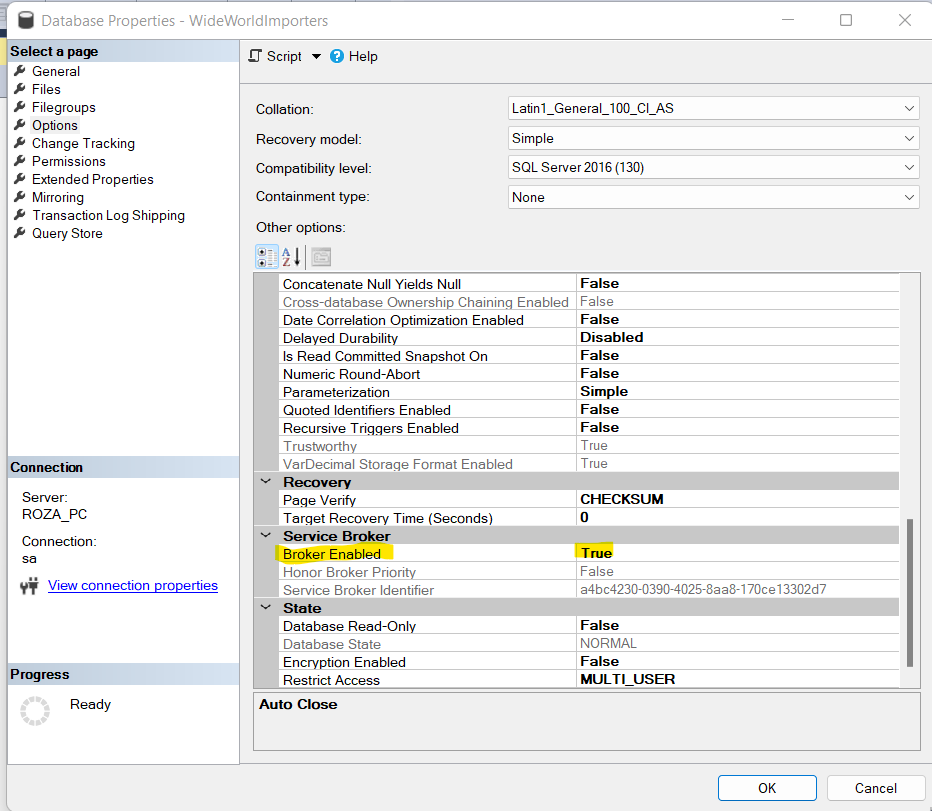 Database Properties - WideWorldImporters
Select a page
General
Files
Filegroups
Options
Change Tracking
Permissions
Extended Properties
Mirroring
Transaction Log Shipping
Query Store
Connection
Server:
ROZA_PC
Connection:
sa
View connection properties
Progress
Ready
Script Help
Collation: Latin1_General_100_CI_AS
Recovery model: Simple
Compatibility level: SQL Server 2016 (130)
Containment type: None
Other options:
Concatenate Null Yields Null False
Cross-database Ownership Chaining Enabled False
Date Correlation Optimization Enabled False
Delayed Durability Disabled
Is Read Committed Snapshot On False
Numeric Round-Abort False
Parameterization Simple
Quoted Identifiers Enabled False
Recursive Triggers Enabled False
Trustworthy True
VarDecimal Storage Format Enabled True
Recovery
Page Verify CHECKSUM
Target Recovery Time (Seconds) 0
Service Broker
Broker Enabled True
Honor Broker Priority False
Service Broker Identifier a4bc4230-0390-4025-8aa8-170ce13302d7
State
Database Read-Only False
Database State NORMAL
Encryption Enabled False
Restrict Access MULTI_USER
Auto Close
OK Cancel